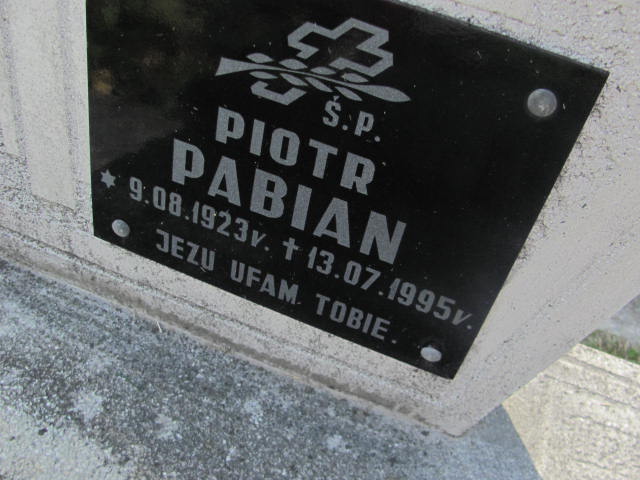 Ś.P.
PIOTR
PABIAN
* 9.08.1923r. † 13.07.1995r.
JEZU UFAM TOBIE.